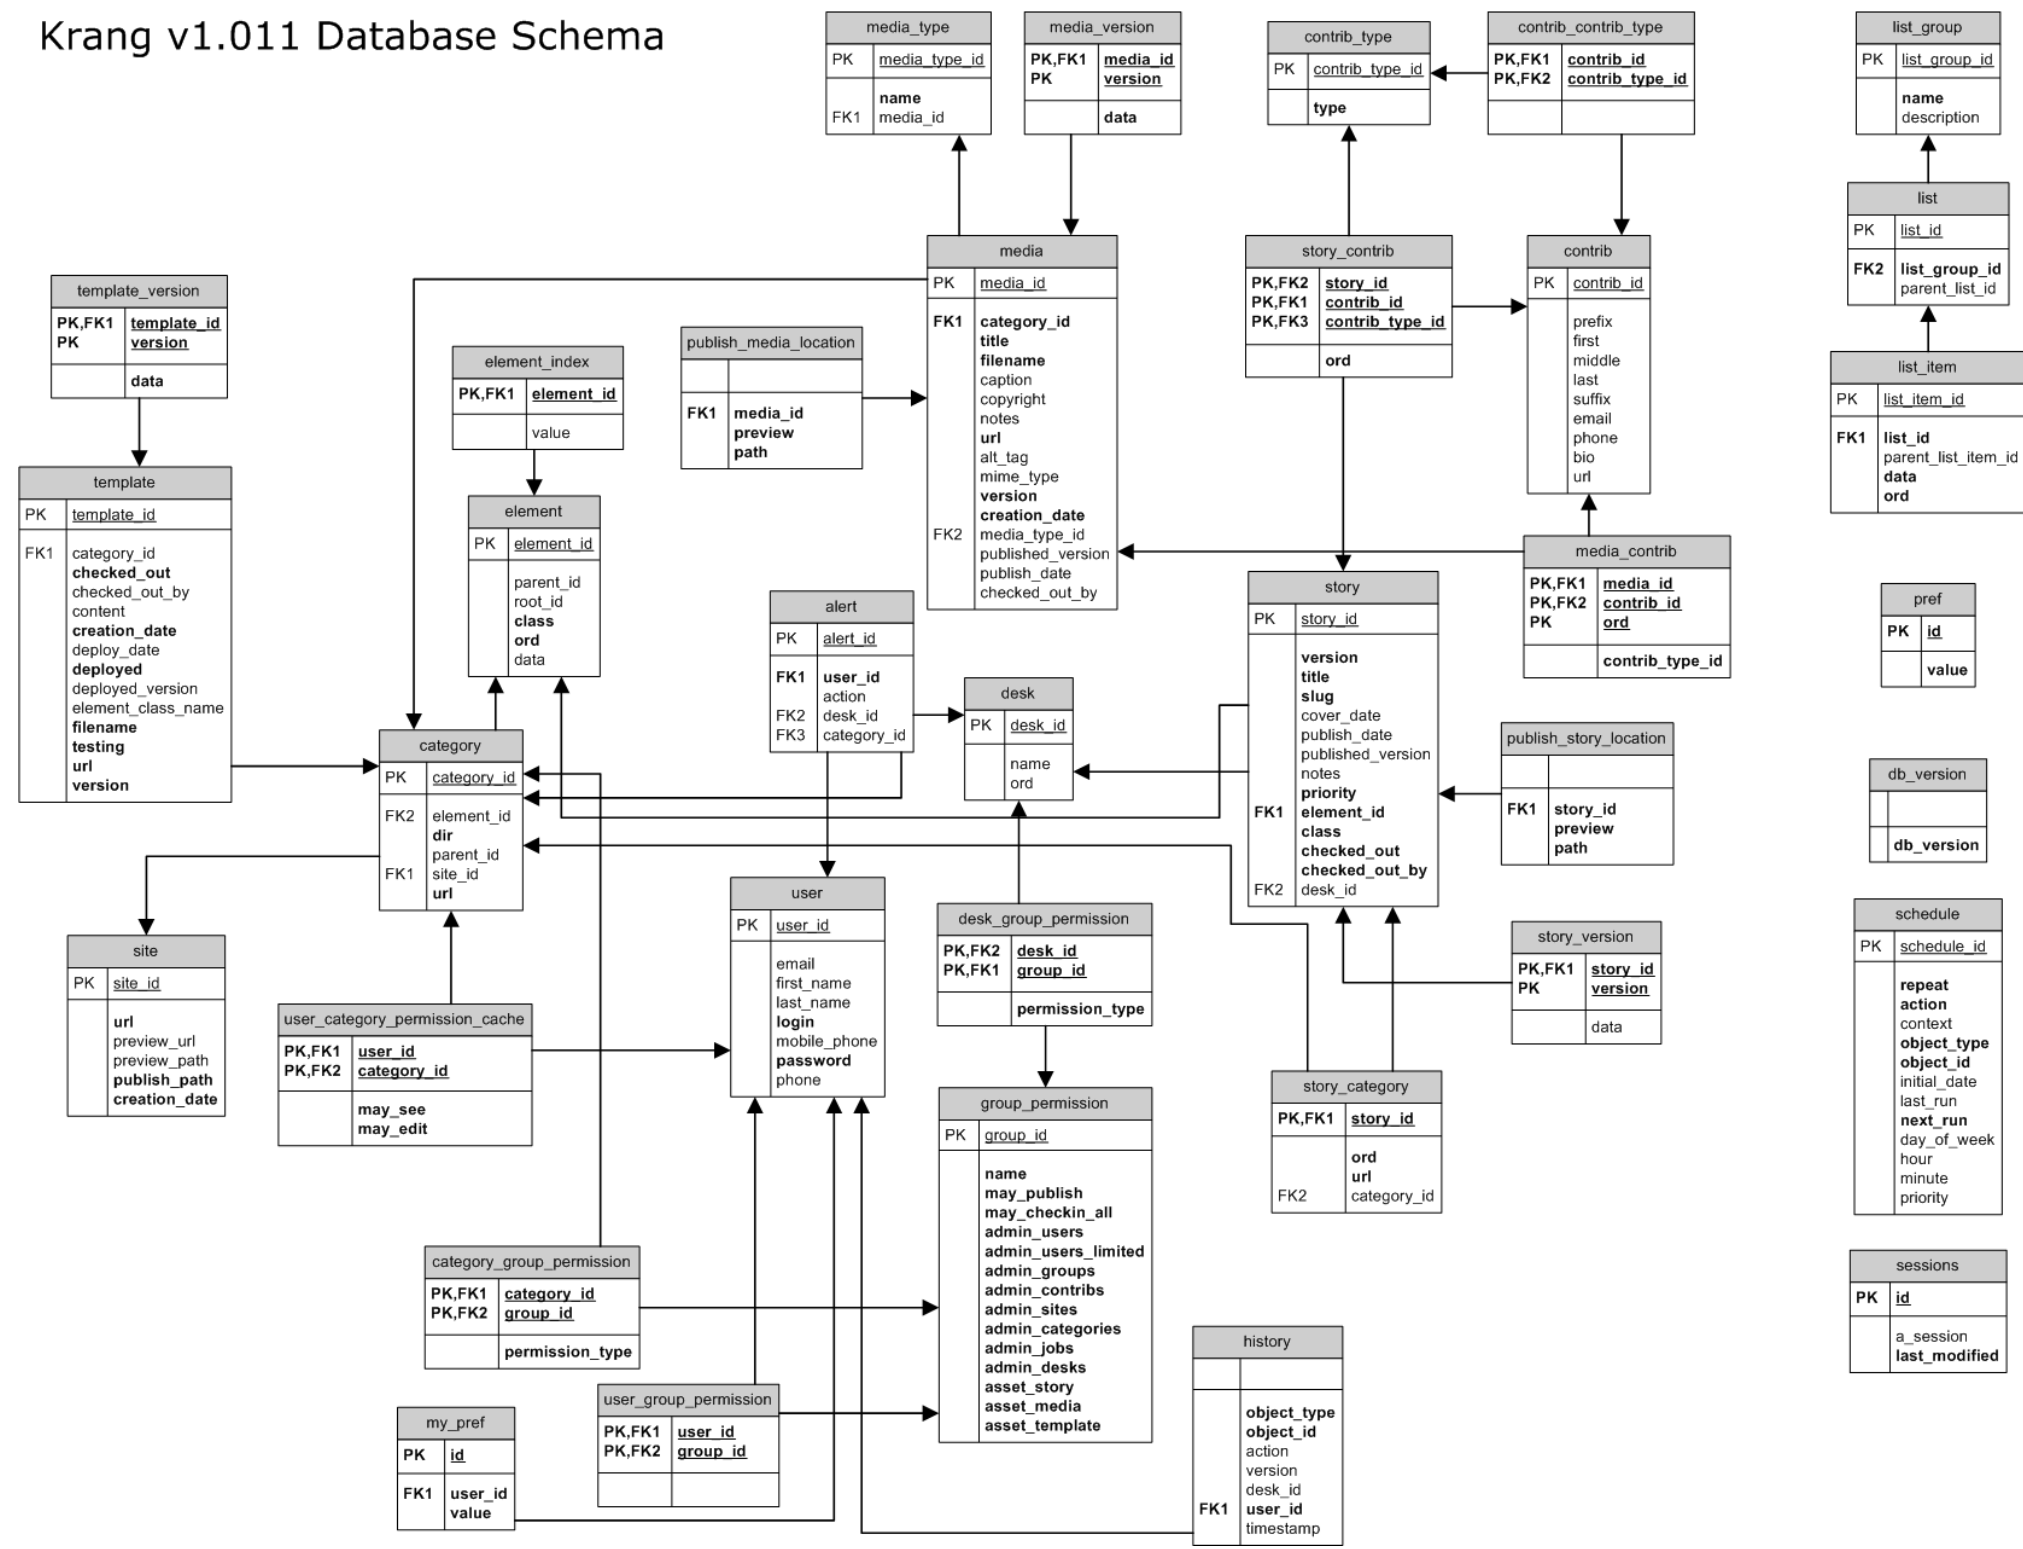 Krang v1.011 Database Schema
media_type
PK media_type_id
name
FK1 media_id
media_version
PK,FK1 media_id
PK version
data
contrib_type
PK contrib_type_id
type
contrib_contrib_type
PK,FK1 contrib_id
PK,FK2 contrib_type_id
list_group
PK list_group_id
name
description
list
PK list_id
FK2 list_group_id
parent_list_id
media
PK media_id
FK1 category_id
title
filename
caption
copyright
notes
url
alt_tag
mime_type
version
creation_date
FK2 media_type_id
published_version
publish_date
checked_out_by
story_contrib
PK,FK2 story_id
PK,FK1 contrib_id
PK,FK3 contrib_type_id
ord
contrib
PK contrib_id
prefix
first
middle
last
suffix
email
phone
bio
url
template_version
PK,FK1 template_id
PK version
data
element_index
PK,FK1 element_id
value
publish_media_location
FK1 media_id
preview
path
list_item
PK list_item_id
FK1 list_id
parent_list_item_id
data
ord
template
PK template_id
FK1 category_id
checked_out
checked_out_by
content
creation_date
deploy_date
deployed
deployed_version
element_class_name
filename
testing
url
version
element
PK element_id
parent_id
root_id
class
ord
data
alert
PK alert_id
FK1 user_id
action
FK2 desk_id
FK3 category_id
desk
PK desk_id
name
ord
story
PK story_id
version
title
slug
cover_date
publish_date
published_version
notes
priority
FK1 element_id
class
checked_out
checked_out_by
FK2 desk_id
media_contrib
PK,FK1 media_id
PK,FK2 contrib_id
PK ord
contrib_type_id
pref
PK id
value
category
PK category_id
FK2 element_id
dir
parent_id
FK1 site_id
url
publish_story_location
FK1 story_id
preview
path
db_version
db_version
site
PK site_id
url
preview_url
preview_path
publish_path
creation_date
user_category_permission_cache
PK,FK1 user_id
PK,FK2 category_id
may_see
may_edit
user
PK user_id
email
first_name
last_name
login
mobile_phone
password
phone
desk_group_permission
PK,FK2 desk_id
PK,FK1 group_id
permission_type
story_version
PK,FK1 story_id
PK version
data
schedule
PK schedule_id
repeat
action
context
object_type
object_id
initial_date
last_run
next_run
day_of_week
hour
minute
priority
group_permission
PK group_id
name
may_publish
may_checkin_all
admin_users
admin_users_limited
admin_groups
admin_contribs
admin_sites
admin_categories
admin_jobs
admin_desks
asset_story
asset_media
asset_template
story_category
PK,FK1 story_id
ord
url
FK2 category_id
category_group_permission
PK,FK1 category_id
PK,FK2 group_id
permission_type
sessions
PK id
a_session
last_modified
user_group_permission
PK,FK1 user_id
PK,FK2 group_id
my_pref
PK id
FK1 user_id
value
history
object_type
object_id
action
version
desk_id
FK1 user_id
timestamp